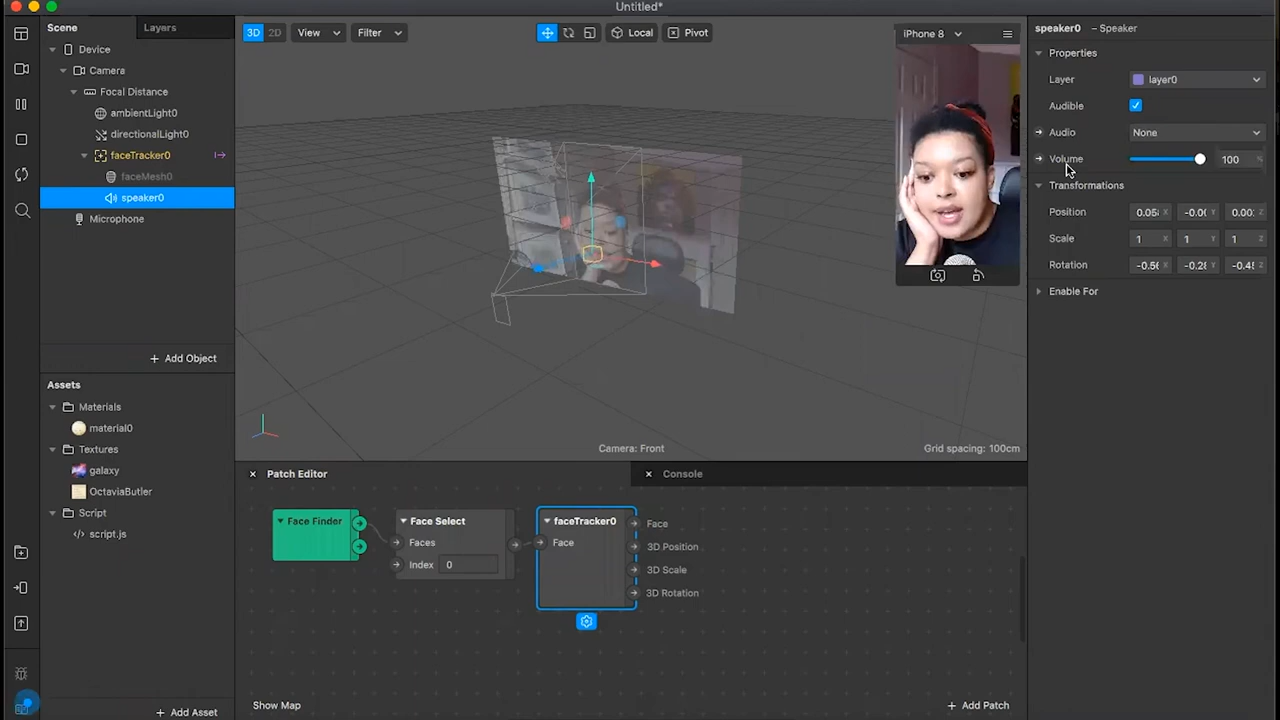 Untitled*
Scene
Layers
Device
Camera
Focal Distance
ambientLight0
directionalLight0
faceTracker0
faceMesh0
speaker0
Microphone
+ Add Object
Assets
Materials
material0
Textures
galaxy
OctaviaButler
Script
script.js
+ Add Asset
3D 2D View Filter Local Pivot
iPhone 8
Camera: Front
Grid spacing: 100cm
Patch Editor
Console
Face Finder
Face Select
Faces
Index 0
faceTracker0
Face
Face
3D Position
3D Scale
3D Rotation
Show Map
+ Add Patch
speaker0 – Speaker
Properties
Layer layer0
Audible
Audio None
Volume 100 %
Transformations
Position X Y Z
Scale 1 X 1 Y 1 Z
Rotation X Y Z
Enable For